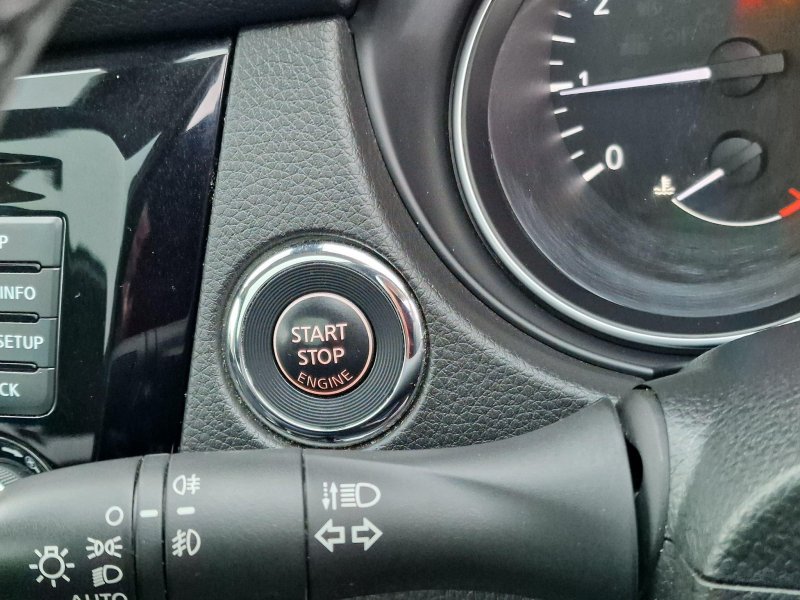 2
1
0
P
INFO
SETUP
CK
START
STOP
ENGINE
AUTO